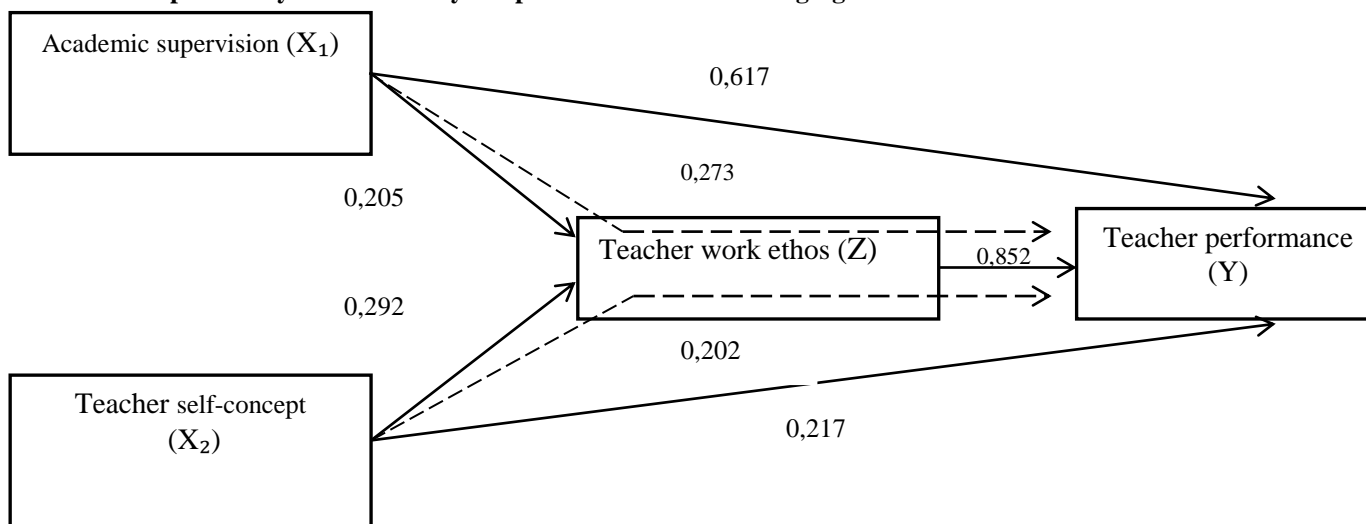 Academic supervision (X₁)
0,617
0,273
0,205
Teacher work ethos (Z)
0,852
Teacher performance
(Y)
0,292
0,202
Teacher self-concept
(X₂)
0,217